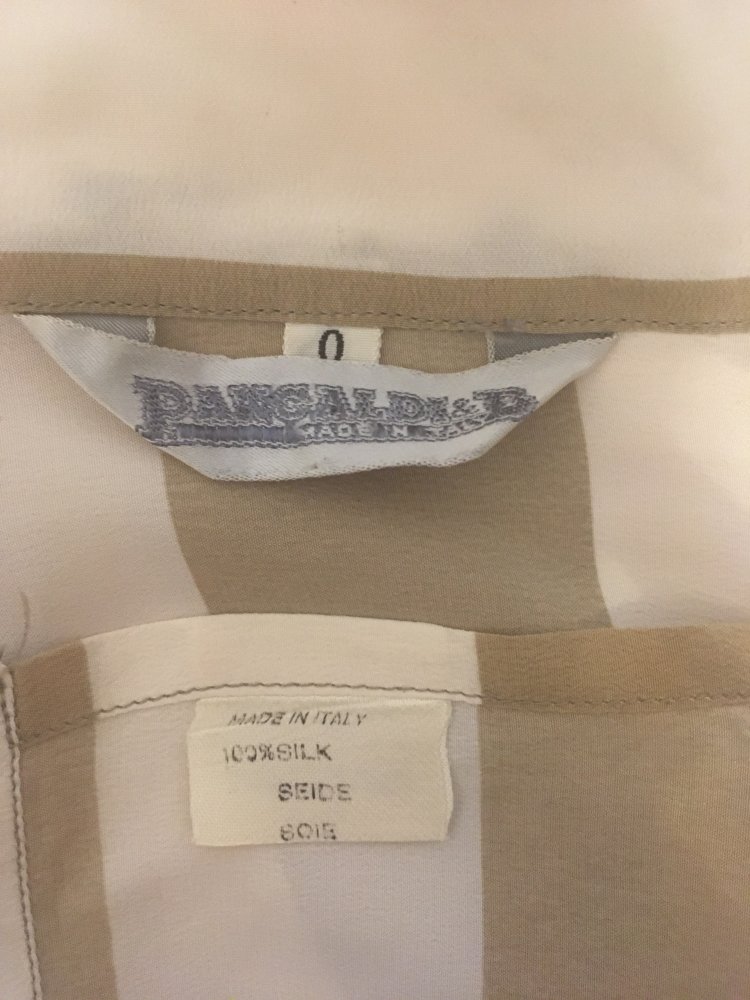 0
PANCALDI & B
MADE IN ITALY
MADE IN ITALY
100% SILK
SEIDE
SOIE